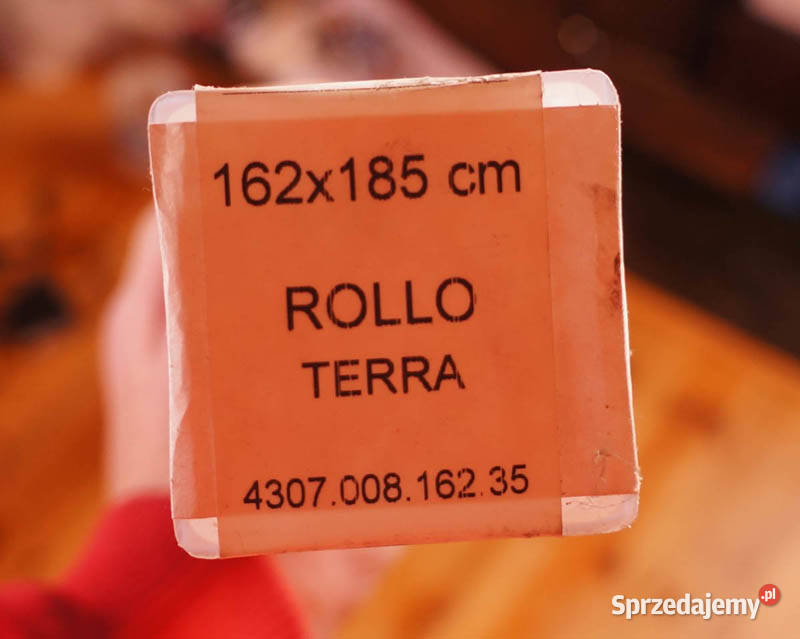 162x185 cm
ROLLO
TERRA
4307.008.162.35
Sprzedajemy.pl